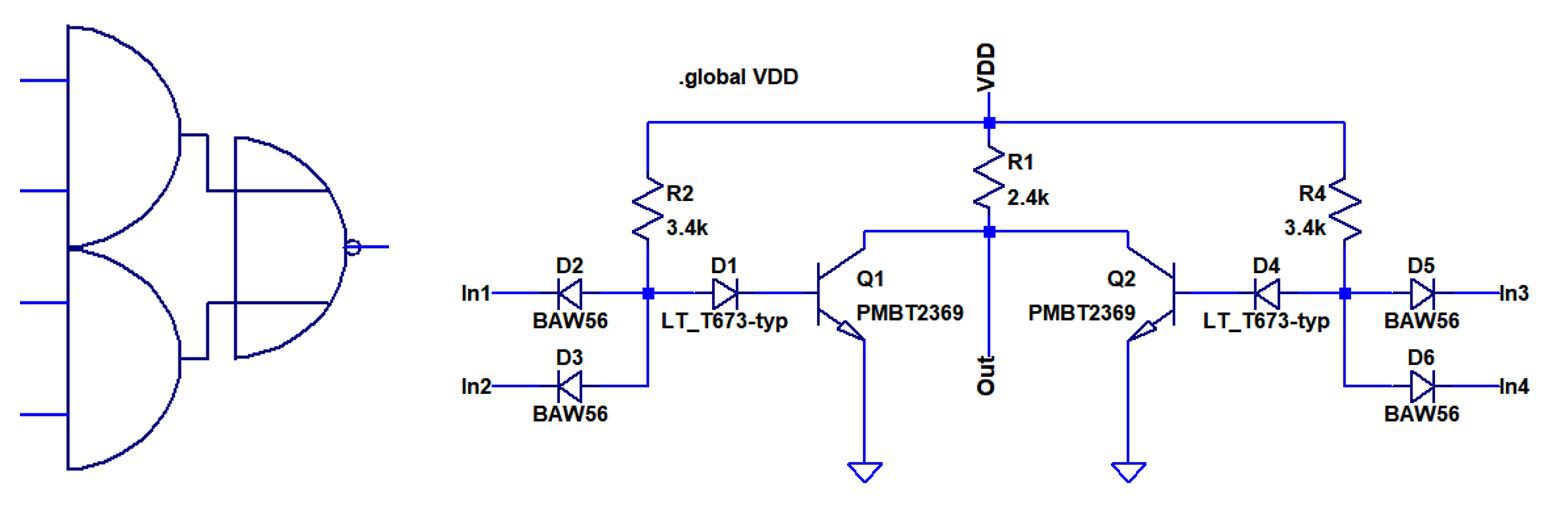 .global VDD
VDD
R1
2.4k
R2
3.4k
R4
3.4k
D2
BAW56
D1
LT_T673-typ
Q1
PMBT2369
Q2
PMBT2369
D4
LT_T673-typ
D5
BAW56
In1
In3
D3
BAW56
Out
D6
BAW56
In2
In4